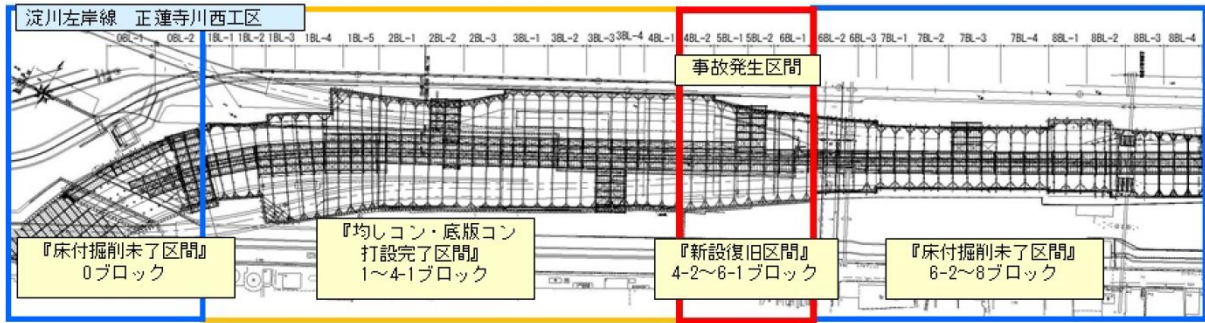 淀川左岸線　正蓮寺川西工区
0BL-1 0BL-2 1BL-1 1BL-2 1BL-3 1BL-4 1BL-5 2BL-1 2BL-2 2BL-3 3BL-1 3BL-2 3BL-3 3BL-4 4BL-1 4BL-2 5BL-1 5BL-2 6BL-1 6BL-2 6BL-3 7BL-1 7BL-2 7BL-3 7BL-4 8BL-1 8BL-2 8BL-3 8BL-4
事故発生区間
『床付掘削未了区間』
0ブロック
『均しコン・底版コン
打設完了区間』
1～4-1ブロック
『新設復旧区間』
4-2～6-1ブロック
『床付掘削未了区間』
6-2～8ブロック